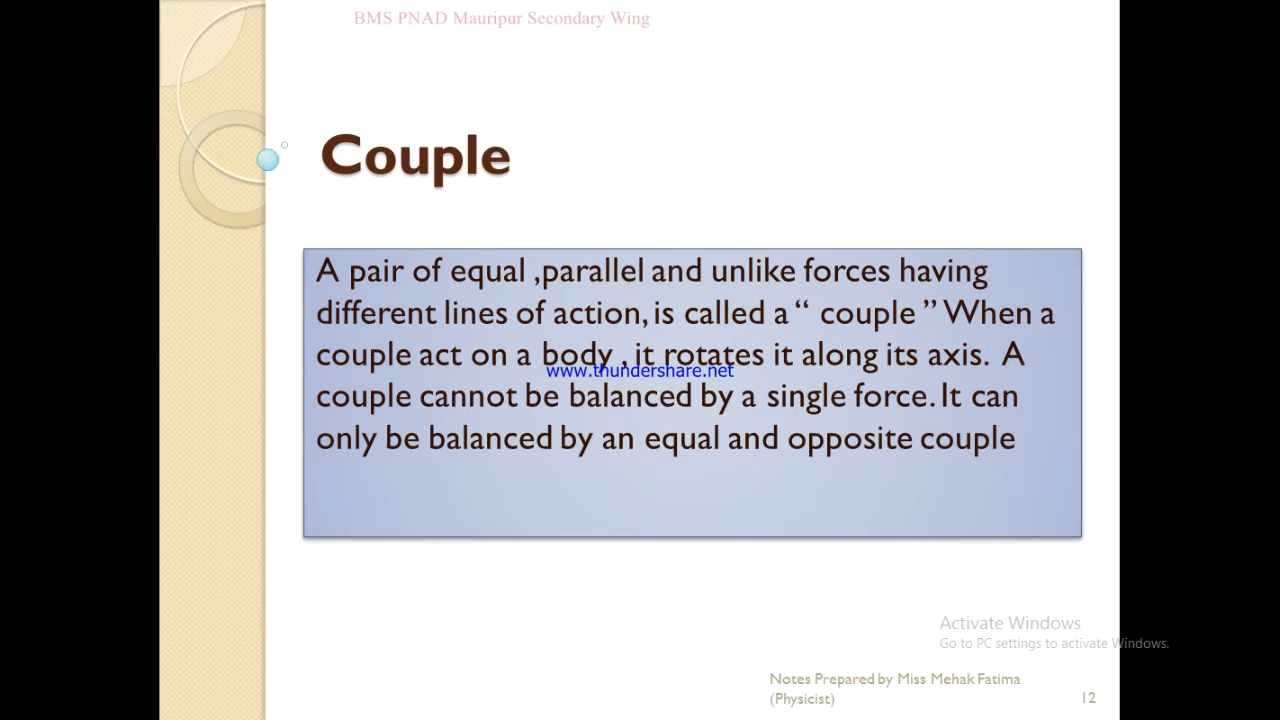 BMS PNAD Mauripur Secondary Wing
Couple
A pair of equal ,parallel and unlike forces having
different lines of action, is called a “ couple ” When a
couple act on a body , it rotates it along its axis. A
www.thundershare.net
couple cannot be balanced by a single force. It can
only be balanced by an equal and opposite couple
Activate Windows
Go to PC settings to activate Windows.
Notes Prepared by Miss Mehak Fatima
(Physicist)
12